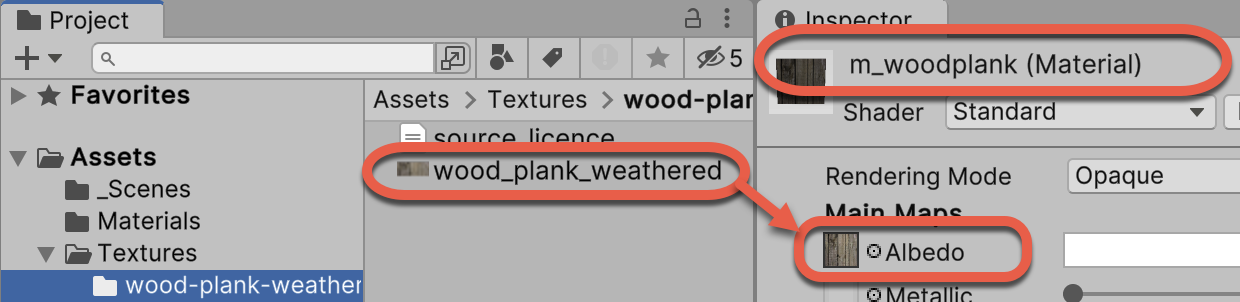 Project
5
Favorites
Assets
_Scenes
Materials
Textures
wood-plank-weather
Assets > Textures > wood-plan
source_licence
wood_plank_weathered
Inspector
m_woodplank (Material)
Shader Standard
Rendering Mode Opaque
Main Maps
Albedo
Metallic